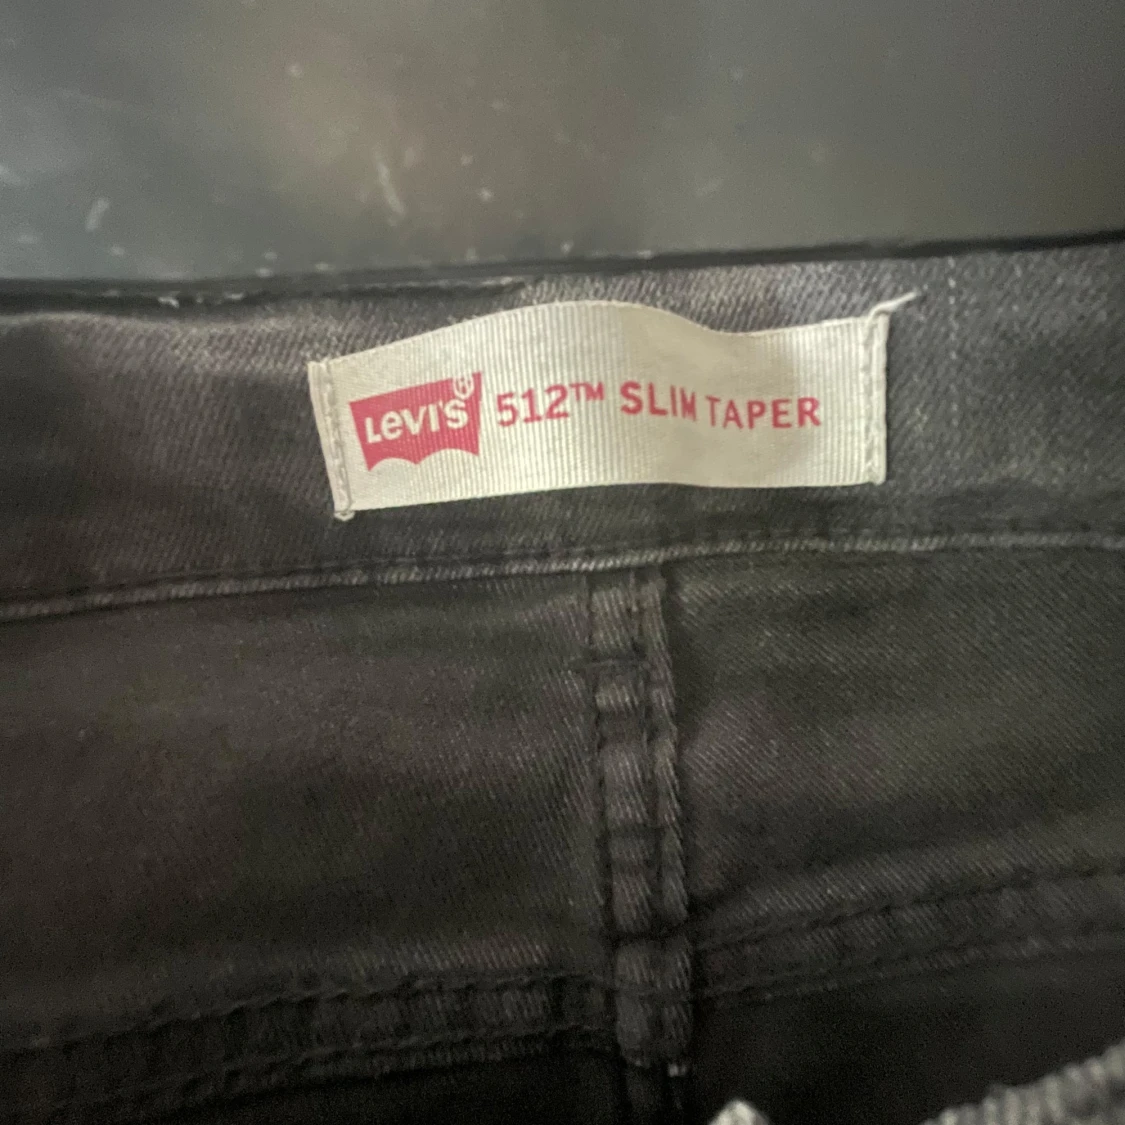 LEVI'S® 512™ SLIM TAPER